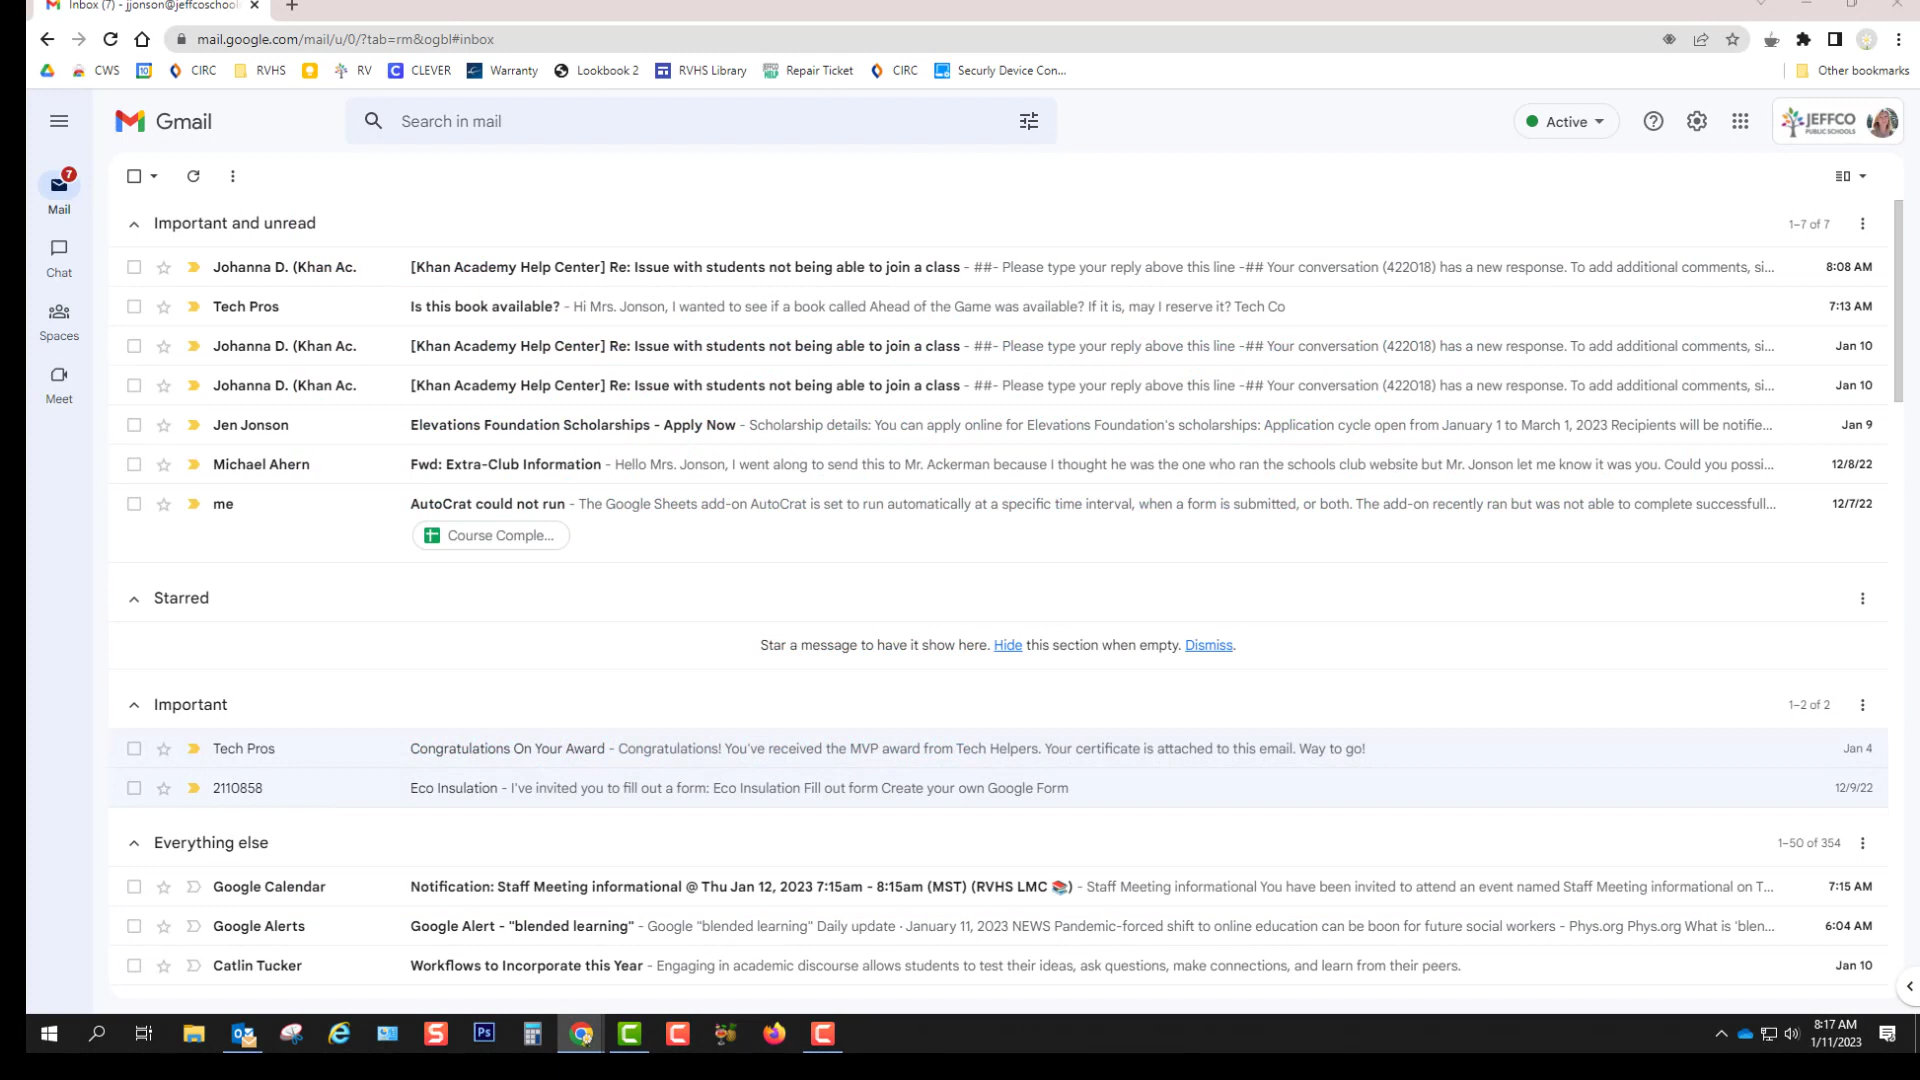 Inbox (7) - jjonson@jeffcoschool
mail.google.com/mail/u/0/?tab=rm&ogbl#inbox
CWS 10 CIRC RVHS RV CLEVER Warranty Lookbook 2 RVHS Library Repair Ticket CIRC Securly Device Con... Other bookmarks
Gmail Search in mail Active JEFFCO
PUBLIC SCHOOLS
7
Mail
Chat
Spaces
Meet
Important and unread 1–7 of 7
Johanna D. (Khan Ac. [Khan Academy Help Center] Re: Issue with students not being able to join a class - ##- Please type your reply above this line -## Your conversation (422018) has a new response. To add additional comments, si... 8:08 AM
Tech Pros Is this book available? - Hi Mrs. Jonson, I wanted to see if a book called Ahead of the Game was available? If it is, may I reserve it? Tech Co 7:13 AM
Johanna D. (Khan Ac. [Khan Academy Help Center] Re: Issue with students not being able to join a class - ##- Please type your reply above this line -## Your conversation (422018) has a new response. To add additional comments, si... Jan 10
Johanna D. (Khan Ac. [Khan Academy Help Center] Re: Issue with students not being able to join a class - ##- Please type your reply above this line -## Your conversation (422018) has a new response. To add additional comments, si... Jan 10
Jen Jonson Elevations Foundation Scholarships - Apply Now - Scholarship details: You can apply online for Elevations Foundation's scholarships: Application cycle open from January 1 to March 1, 2023 Recipients will be notifie... Jan 9
Michael Ahern Fwd: Extra-Club Information - Hello Mrs. Jonson, I went along to send this to Mr. Ackerman because I thought he was the one who ran the schools club website but Mr. Jonson let me know it was you. Could you possi... 12/8/22
me AutoCrat could not run - The Google Sheets add-on AutoCrat is set to run automatically at a specific time interval, when a form is submitted, or both. The add-on recently ran but was not able to complete successfull... 12/7/22
Course Comple...
Starred
Star a message to have it show here. Hide this section when empty. Dismiss.
Important 1–2 of 2
Tech Pros Congratulations On Your Award - Congratulations! You've received the MVP award from Tech Helpers. Your certificate is attached to this email. Way to go! Jan 4
2110858 Eco Insulation - I've invited you to fill out a form: Eco Insulation Fill out form Create your own Google Form 12/9/22
Everything else 1–50 of 354
Google Calendar Notification: Staff Meeting informational @ Thu Jan 12, 2023 7:15am - 8:15am (MST) (RVHS LMC 📚) - Staff Meeting informational You have been invited to attend an event named Staff Meeting informational on T... 7:15 AM
Google Alerts Google Alert - "blended learning" - Google "blended learning" Daily update · January 11, 2023 NEWS Pandemic-forced shift to online education can be boon for future social workers - Phys.org Phys.org What is 'blen... 6:04 AM
Catlin Tucker Workflows to Incorporate this Year - Engaging in academic discourse allows students to test their ideas, ask questions, make connections, and learn from their peers. Jan 10
Ps 8:17 AM
1/11/2023